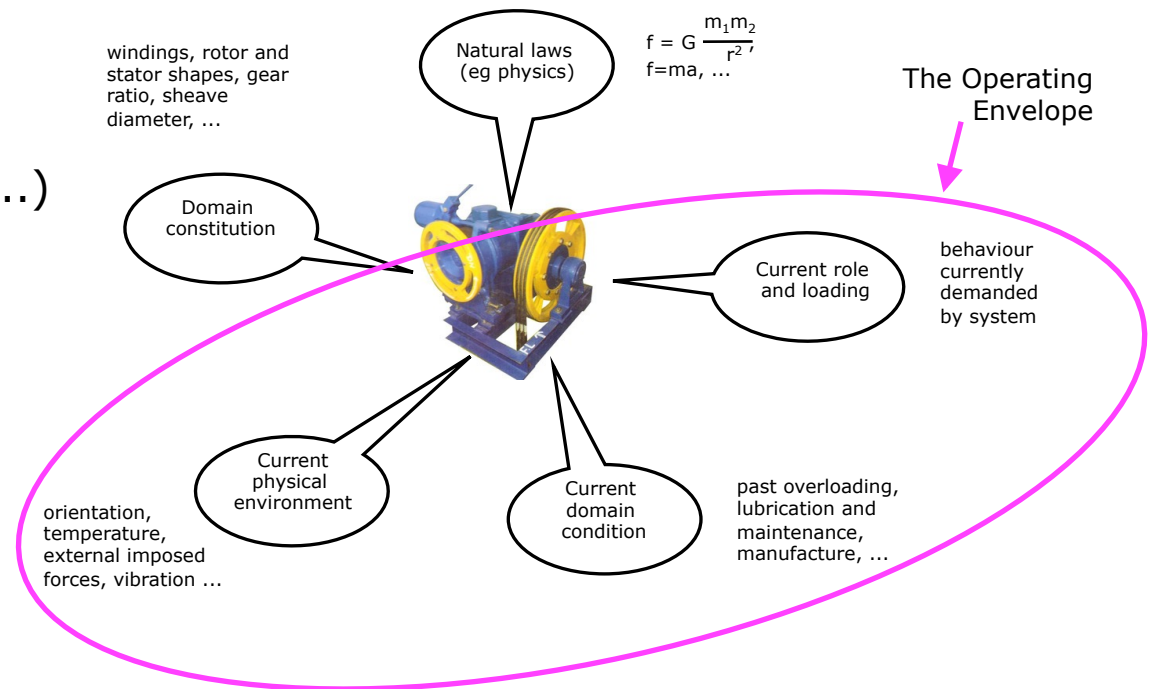 windings, rotor and
stator shapes, gear
ratio, sheave
diameter, ...
Natural laws
(eg physics)
f = G m₁m₂/r²,
f=ma, ...
The Operating
Envelope
..)
Domain
constitution
Current role
and loading
behaviour
currently
demanded
by system
Current
physical
environment
orientation,
temperature,
external imposed
forces, vibration ...
Current
domain
condition
past overloading,
lubrication and
maintenance,
manufacture, ...